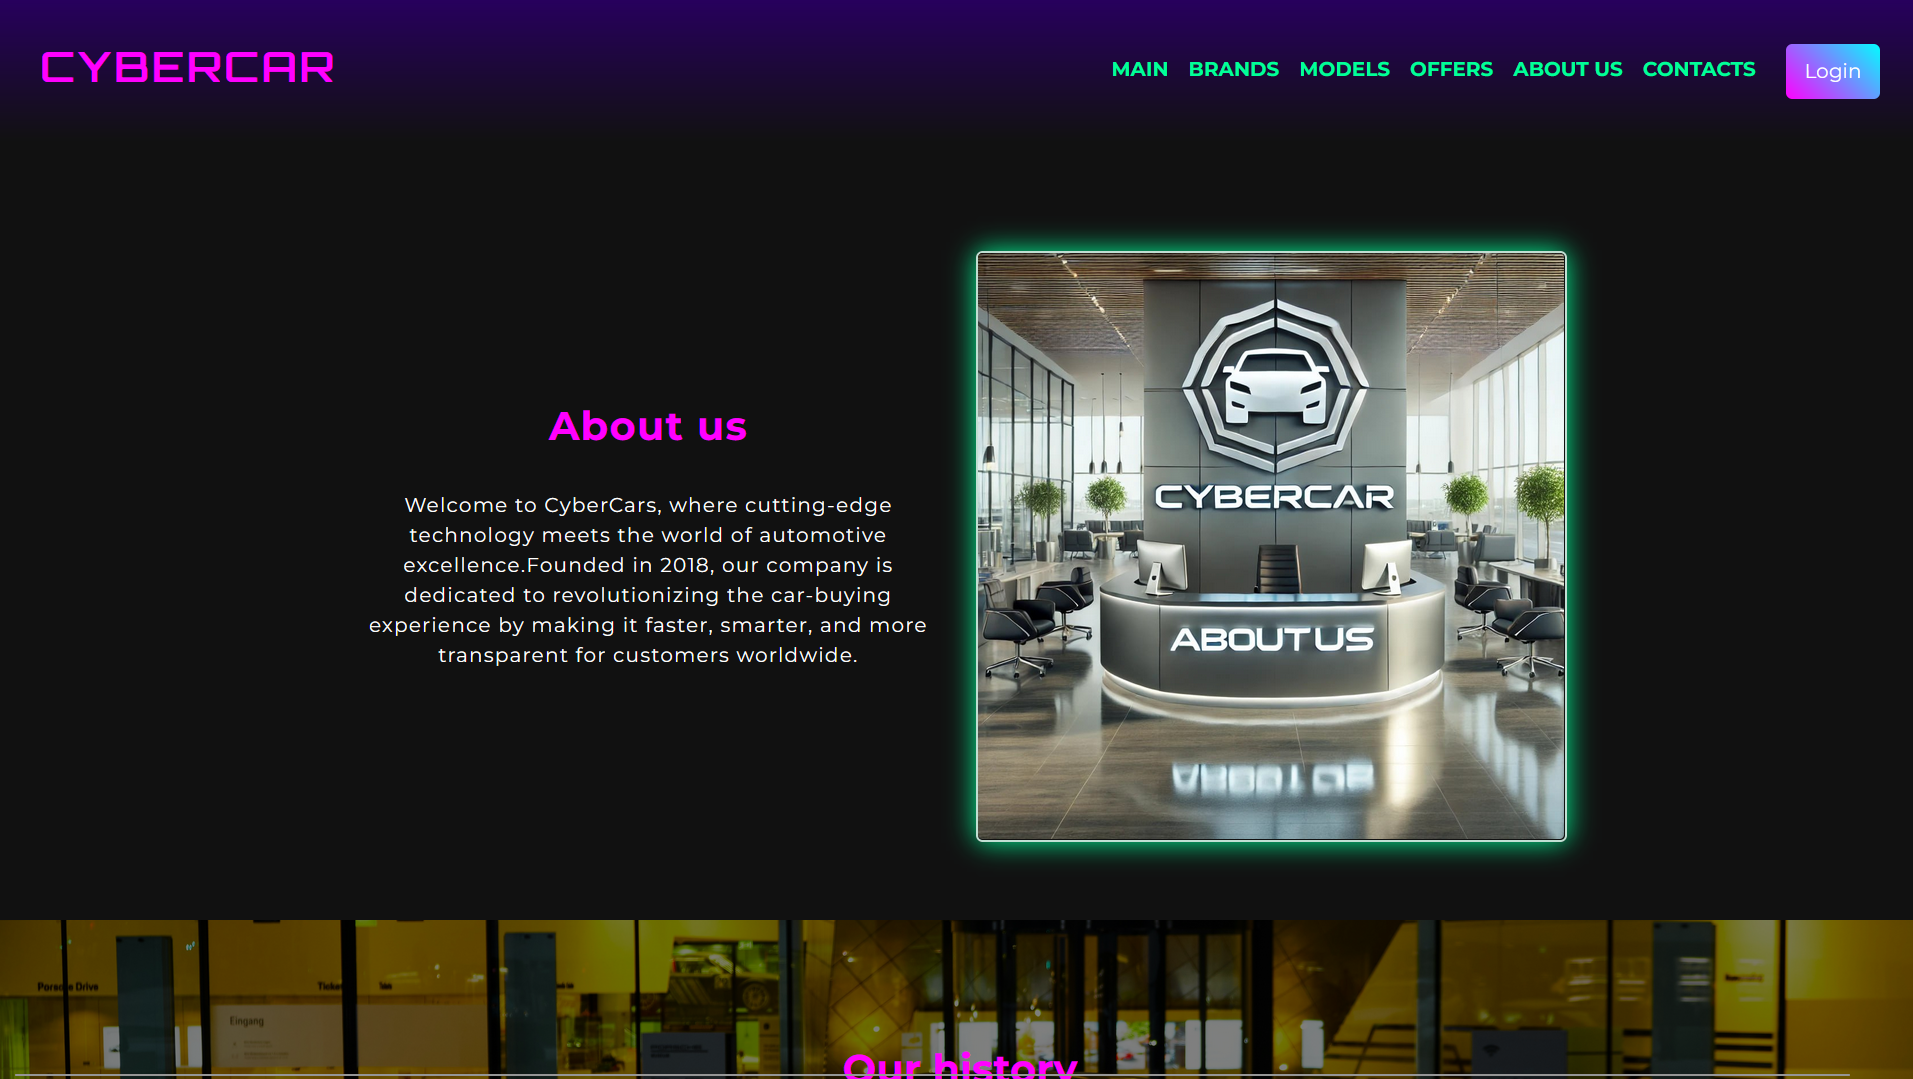 CYBERCAR
MAIN BRANDS MODELS OFFERS ABOUT US CONTACTS Login
About us
Welcome to CyberCars, where cutting-edge
technology meets the world of automotive
excellence.Founded in 2018, our company is
dedicated to revolutionizing the car-buying
experience by making it faster, smarter, and more
transparent for customers worldwide.
CYBERCAR
ABOUT US
Eingang
Our history